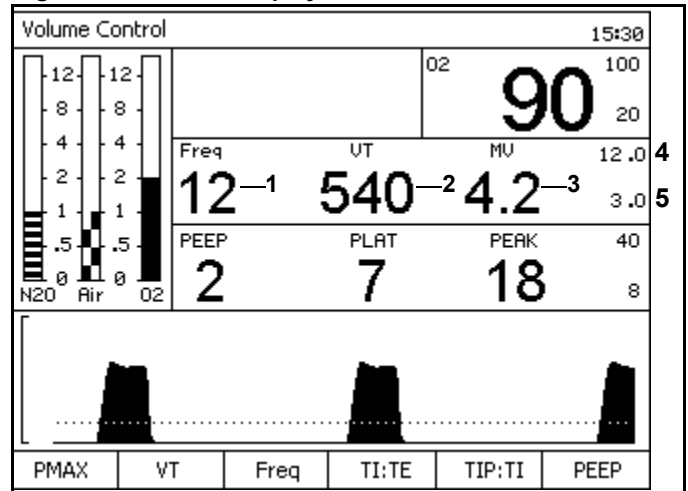 Volume Control 15:30
12 12
8 8
4 4
2 2
1 1
.5 .5
0 0
N2O Air O2
O2 90 100
20
Freq VT MV 12.0 4
12 1 540 2 4.2 3 3.0 5
PEEP PLAT PEAK 40
2 7 18 8
PMAX VT Freq TI:TE TIP:TI PEEP